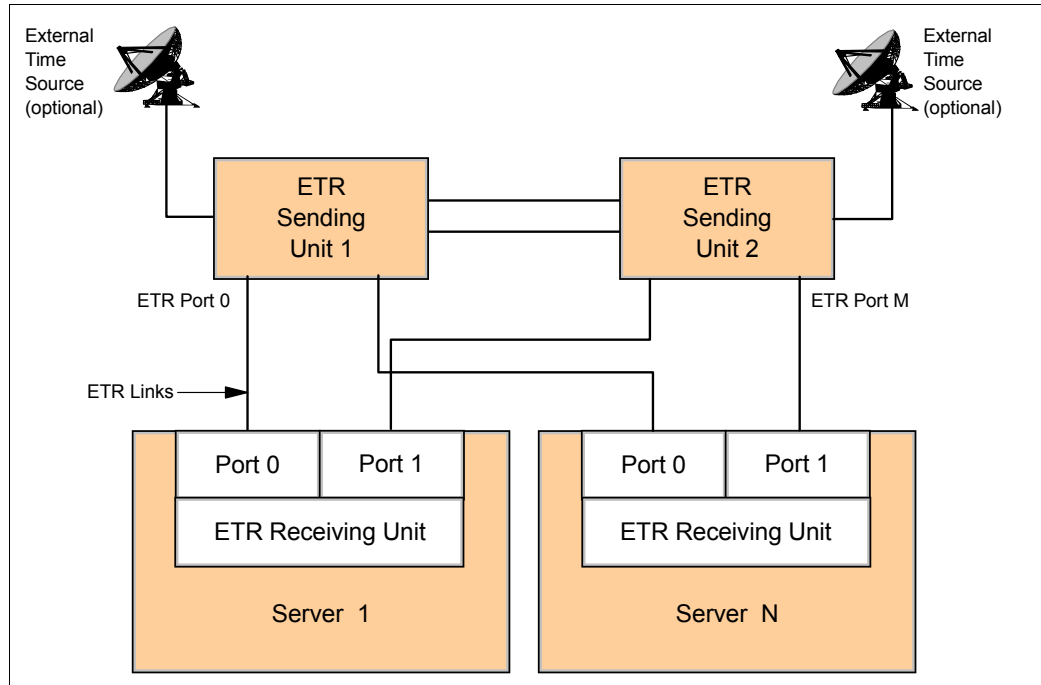 External
Time
Source
(optional)
External
Time
Source
(optional)
ETR
Sending
Unit 1
ETR
Sending
Unit 2
ETR Port 0
ETR Port M
ETR Links
Port 0
Port 1
ETR Receiving Unit
Server 1
Port 0
Port 1
ETR Receiving Unit
Server N